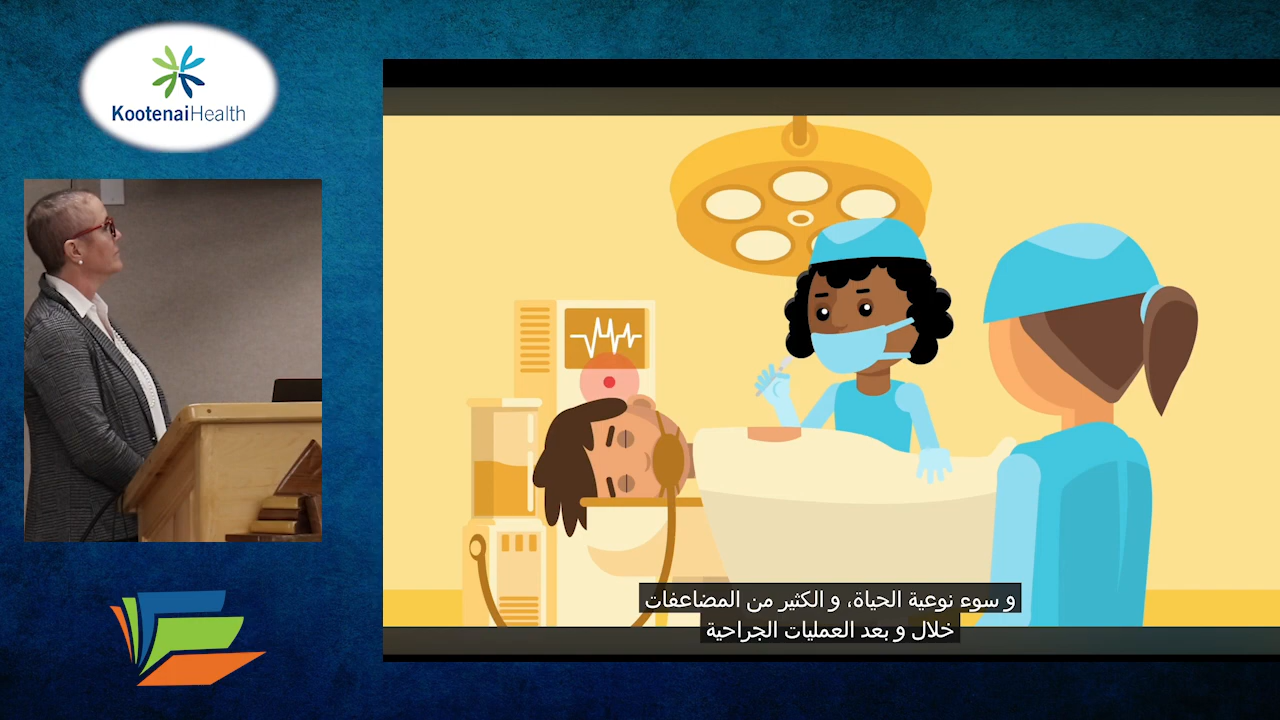 KootenaiHealth
و سوء نوعية الحياة، و الكثير من المضاعفات
خلال و بعد العمليات الجراحية